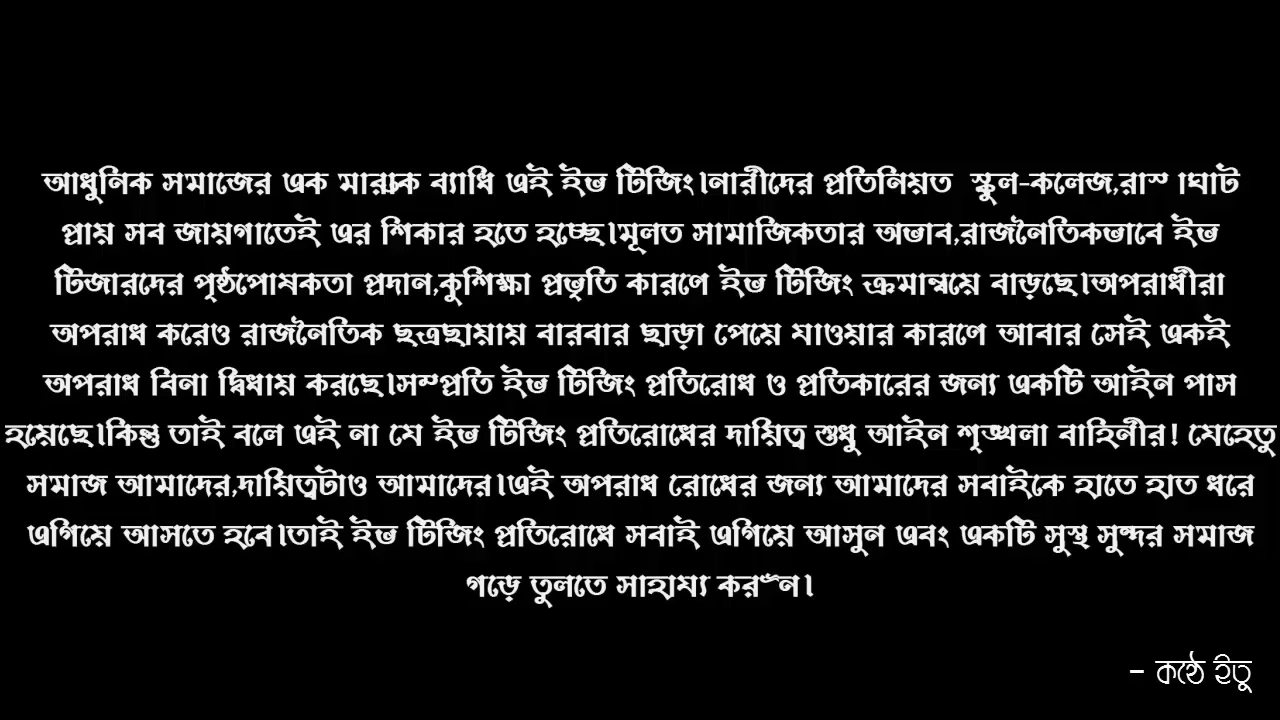 আধুনিক সমাজের এক মারাত্মক ব্যাধি এই ইভ টিজিং।নারীদের প্রতিনিয়ত স্কুল-কলেজ,রাস্তাঘাট
প্রায় সব জায়গাতেই এর শিকার হতে হচ্ছে।মূলত সামাজিকতার অভাব,রাজনৈতিকভাবে ইভ
টিজারদের পৃষ্ঠপোষকতা প্রদান,কুশিক্ষা প্রভৃতি কারণে ইভ টিজিং ক্রমান্বয়ে বাড়ছে।অপরাধীরা
অপরাধ করেও রাজনৈতিক ছত্রছায়ায় বারবার ছাড়া পেয়ে যাওয়ার কারণে আবার সেই একই
অপরাধ বিনা দ্বিধায় করছে।সম্প্রতি ইভ টিজিং প্রতিরোধ ও প্রতিকারের জন্য একটি আইন পাস
হয়েছে।কিন্তু তাই বলে এই না যে ইভ টিজিং প্রতিরোধের দায়িত্ব শুধু আইন শৃঙ্খলা বাহিনীর! যেহেতু
সমাজ আমাদের,দায়িত্বটাও আমাদের।এই অপরাধ রোধের জন্য আমাদের সবাইকে হাতে হাত ধরে
এগিয়ে আসতে হবে।তাই ইভ টিজিং প্রতিরোধে সবাই এগিয়ে আসুন এবং একটি সুস্থ সুন্দর সমাজ
গড়ে তুলতে সাহায্য করুন।
- কণ্ঠে ইতু